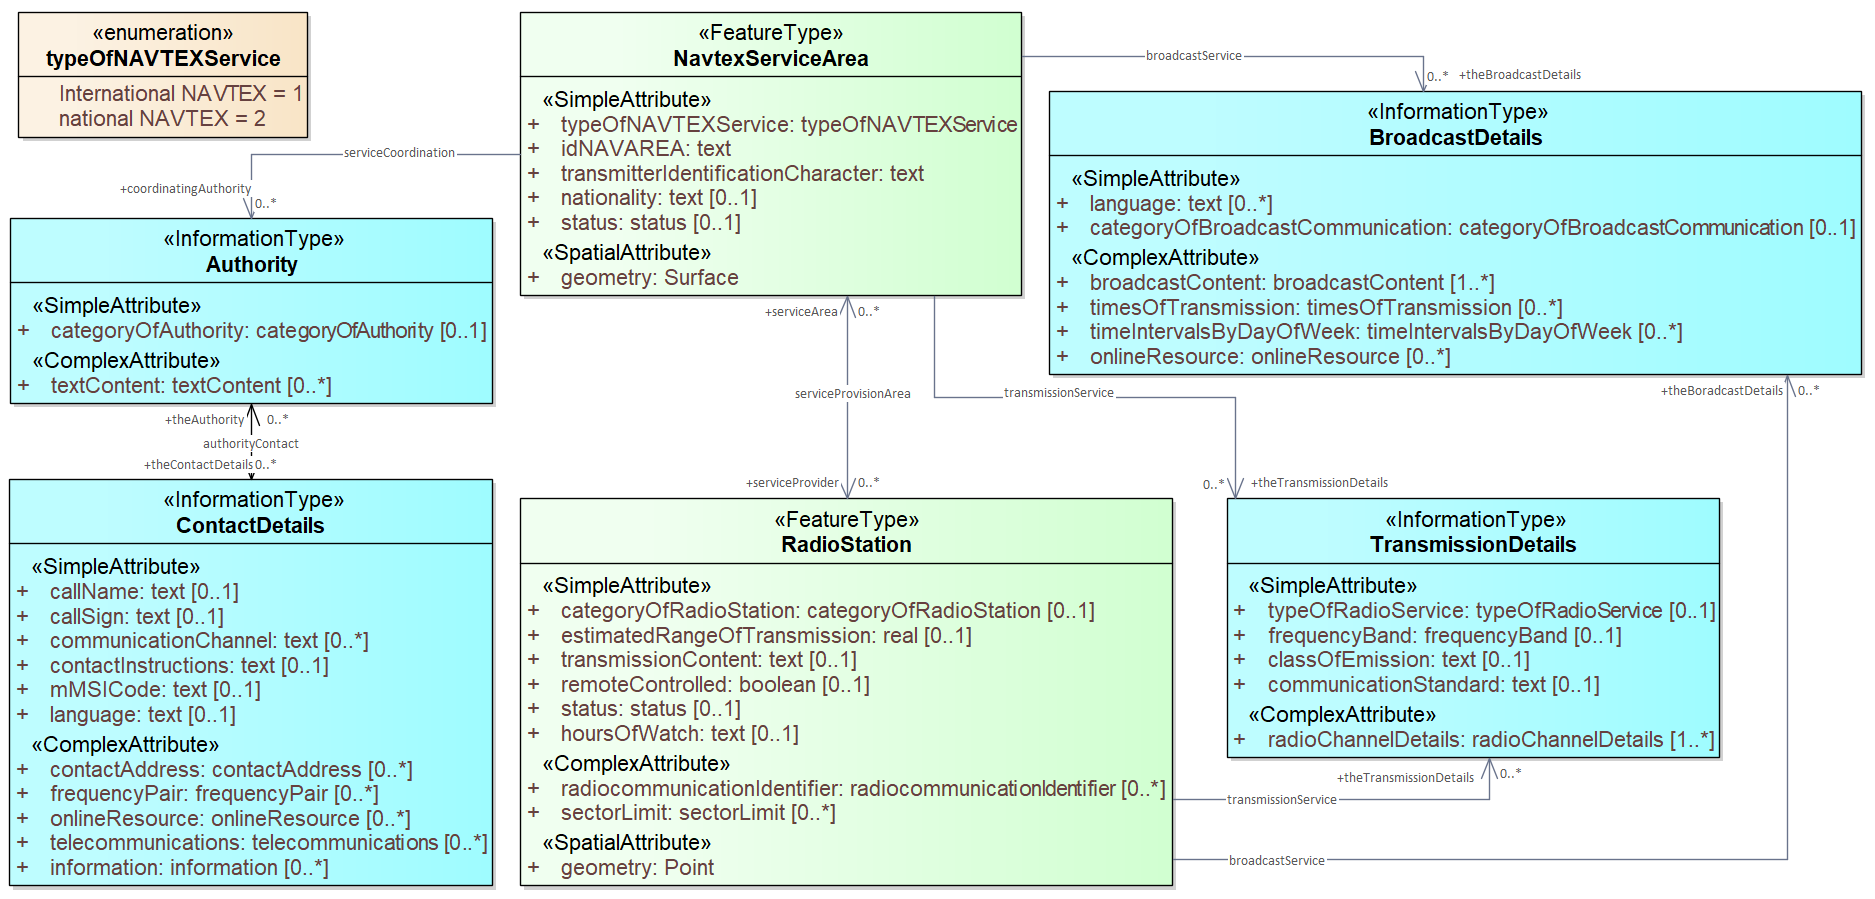 «enumeration»
typeOfNAVTEXService
International NAVTEX = 1
national NAVTEX = 2
«FeatureType»
NavtexServiceArea
«SimpleAttribute»
+ typeOfNAVTEXService: typeOfNAVTEXService
+ idNAVAREA: text
+ transmitterIdentificationCharacter: text
+ nationality: text [0..1]
+ status: status [0..1]
«SpatialAttribute»
+ geometry: Surface
broadcastService
0..* +theBroadcastDetails
«InformationType»
BroadcastDetails
«SimpleAttribute»
+ language: text [0..*]
+ categoryOfBroadcastCommunication: categoryOfBroadcastCommunication [0..1]
«ComplexAttribute»
+ broadcastContent: broadcastContent [1..*]
+ timesOfTransmission: timesOfTransmission [0..*]
+ timeIntervalsByDayOfWeek: timeIntervalsByDayOfWeek [0..*]
+ onlineResource: onlineResource [0..*]
serviceCoordination
+coordinatingAuthority
0..*
«InformationType»
Authority
«SimpleAttribute»
+ categoryOfAuthority: categoryOfAuthority [0..1]
«ComplexAttribute»
+ textContent: textContent [0..*]
+theAuthority 0..*
authorityContact
+theContactDetails 0..*
«InformationType»
ContactDetails
«SimpleAttribute»
+ callName: text [0..1]
+ callSign: text [0..1]
+ communicationChannel: text [0..*]
+ contactInstructions: text [0..1]
+ mMSICode: text [0..1]
+ language: text [0..1]
«ComplexAttribute»
+ contactAddress: contactAddress [0..*]
+ frequencyPair: frequencyPair [0..*]
+ onlineResource: onlineResource [0..*]
+ telecommunications: telecommunications [0..*]
+ information: information [0..*]
+serviceArea 0..*
serviceProvisionArea
+serviceProvider 0..*
transmissionService
0..* +theTransmissionDetails
+theBoradcastDetails 0..*
«FeatureType»
RadioStation
«SimpleAttribute»
+ categoryOfRadioStation: categoryOfRadioStation [0..1]
+ estimatedRangeOfTransmission: real [0..1]
+ transmissionContent: text [0..1]
+ remoteControlled: boolean [0..1]
+ status: status [0..1]
+ hoursOfWatch: text [0..1]
«ComplexAttribute»
+ radiocommunicationIdentifier: radiocommunicationIdentifier [0..*]
+ sectorLimit: sectorLimit [0..*]
«SpatialAttribute»
+ geometry: Point
«InformationType»
TransmissionDetails
«SimpleAttribute»
+ typeOfRadioService: typeOfRadioService [0..1]
+ frequencyBand: frequencyBand [0..1]
+ classOfEmission: text [0..1]
+ communicationStandard: text [0..1]
«ComplexAttribute»
+ radioChannelDetails: radioChannelDetails [1..*]
+theTransmissionDetails 0..*
transmissionService
broadcastService